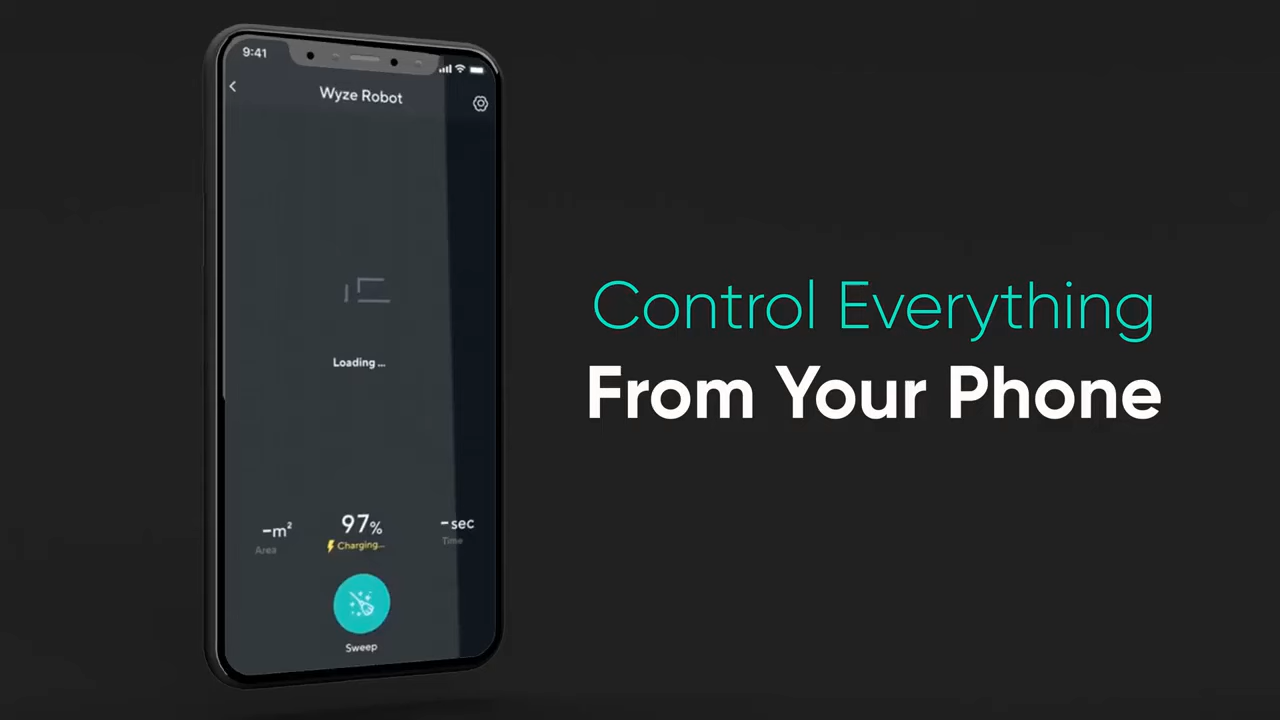 9:41
Wyze Robot
Loading...
-m²
Area
97%
Charging...
-sec
Time
Sweep
Control Everything
From Your Phone